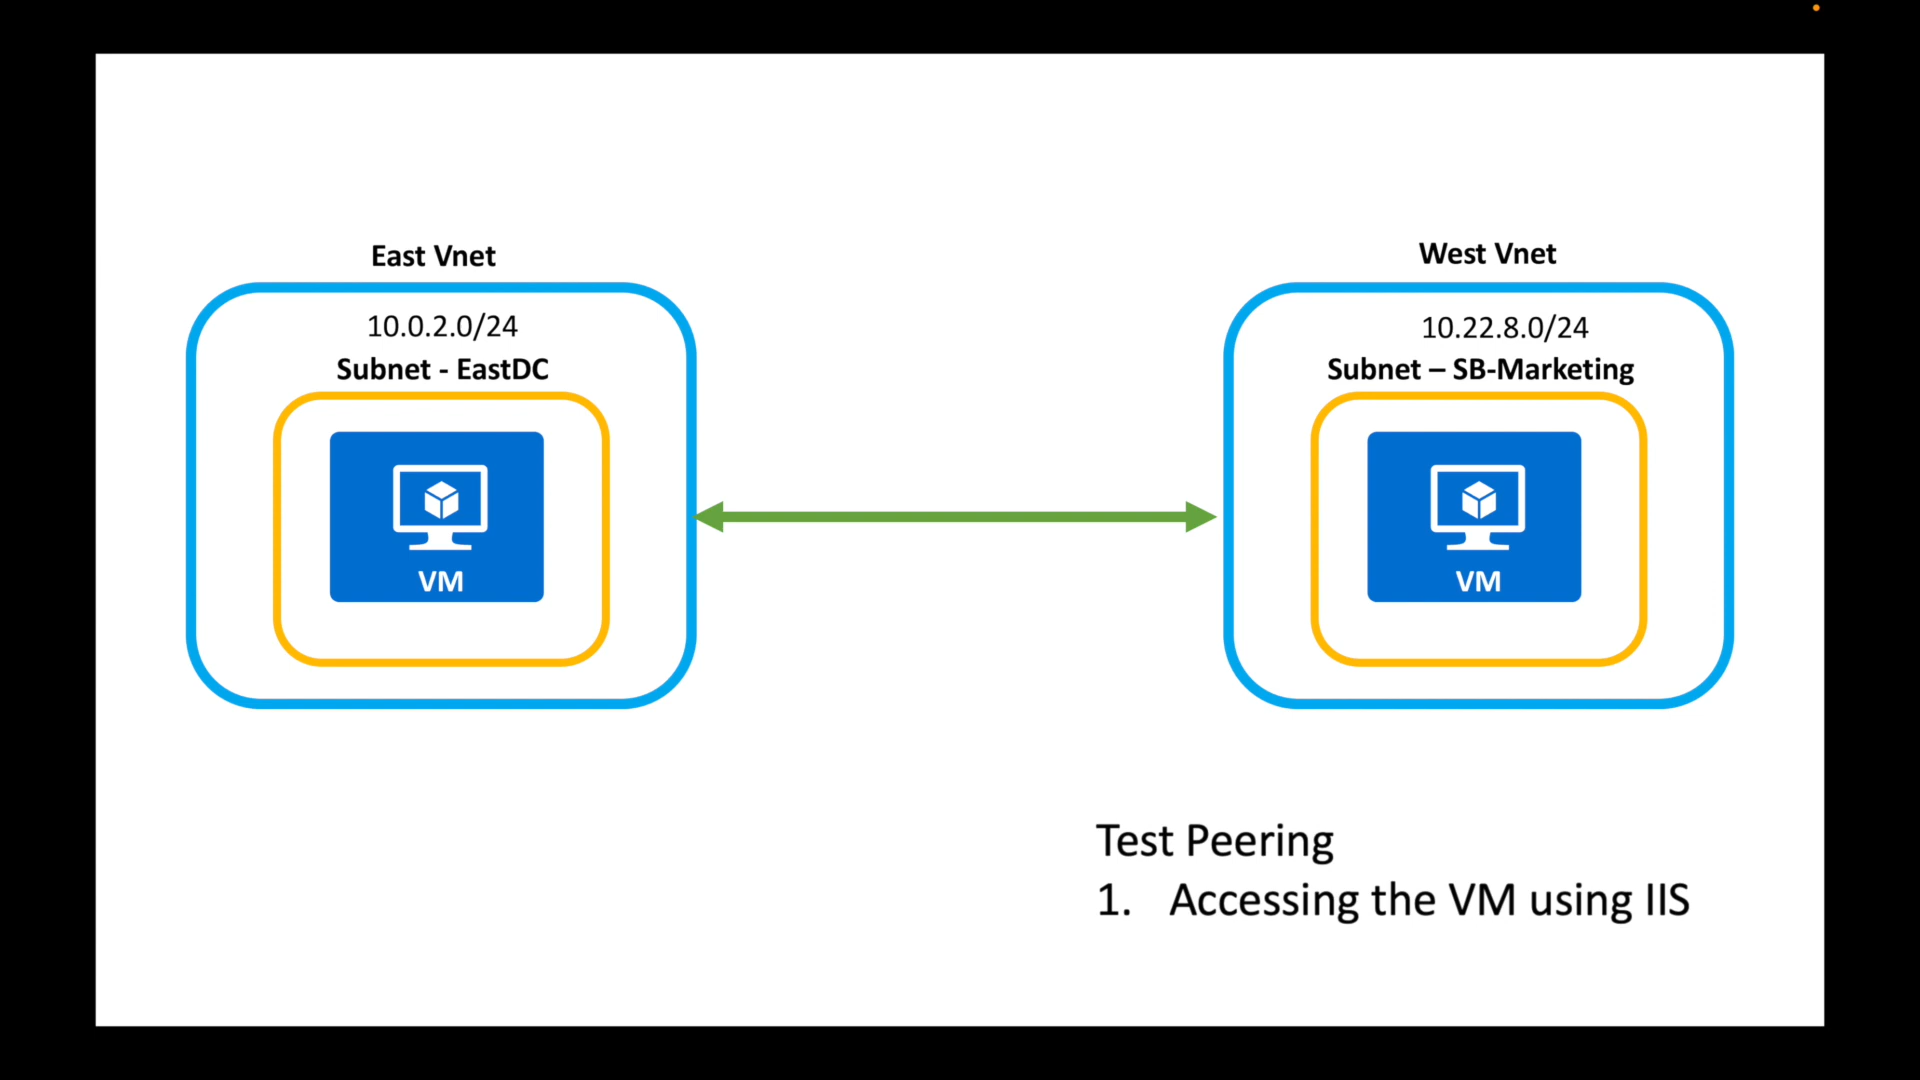 East Vnet
10.0.2.0/24
Subnet - EastDC
VM
West Vnet
10.22.8.0/24
Subnet – SB-Marketing
VM
Test Peering
1. Accessing the VM using IIS